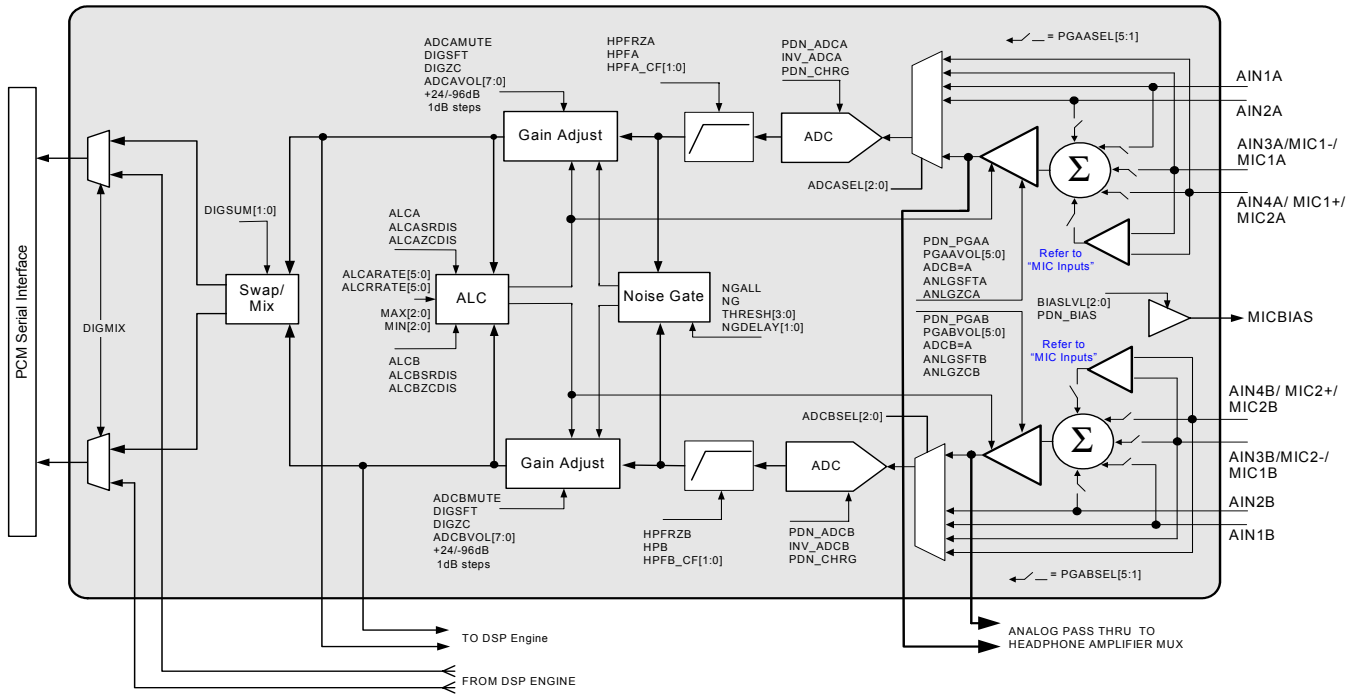 PCM Serial Interface
DIGMIX
DIGSUM[1:0]
Swap/
Mix
ADCAMUTE
DIGSFT
DIGZC
ADCAVOL[7:0]
+24/-96dB
1dB steps
Gain Adjust
HPFRZA
HPFA
HPFA_CF[1:0]
PDN_ADCA
INV_ADCA
PDN_CHRG
ADC
ADCASEL[2:0]
= PGAASEL[5:1]
Σ
AIN1A
AIN2A
AIN3A/MIC1-/
MIC1A
AIN4A/ MIC1+/
MIC2A
ALCA
ALCASRDIS
ALCAZCDIS
ALCARATE[5:0]
ALCRRATE[5:0]
MAX[2:0]
MIN[2:0]
ALC
ALCB
ALCBSRDIS
ALCBZCDIS
Noise Gate
NGALL
NG
THRESH[3:0]
NGDELAY[1:0]
PDN_PGAA
PGAAVOL[5:0]
ADCB=A
ANLGSFTA
ANLGZCA
Refer to
“MIC Inputs”
PDN_PGAB
PGABVOL[5:0]
ADCB=A
ANLGSFTB
ANLGZCB
BIASLVL[2:0]
PDN_BIAS
MICBIAS
Refer to
“MIC Inputs”
Σ
AIN4B/ MIC2+/
MIC2B
AIN3B/MIC2-/
MIC1B
AIN2B
AIN1B
ADCBSEL[2:0]
Gain Adjust
ADC
ADCBMUTE
DIGSFT
DIGZC
ADCBVOL[7:0]
+24/-96dB
1dB steps
HPFRZB
HPB
HPFB_CF[1:0]
PDN_ADCB
INV_ADCB
PDN_CHRG
= PGABSEL[5:1]
TO DSP Engine
FROM DSP ENGINE
ANALOG PASS THRU TO
HEADPHONE AMPLIFIER MUX